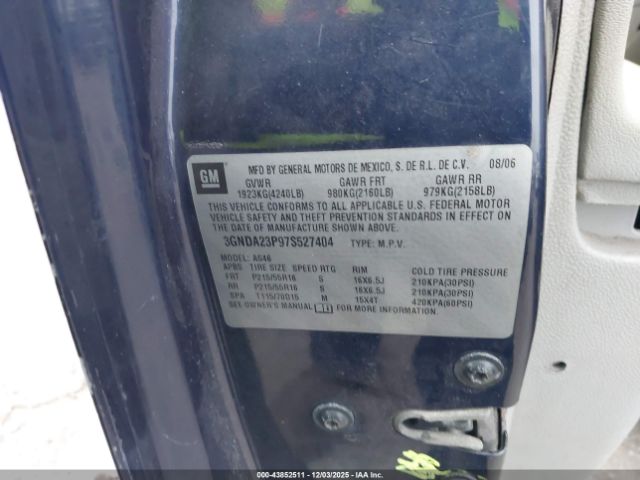 GM
MFD BY GENERAL MOTORS DE MEXICO, S. DE R.L. DE C.V. 08/06
GVWR GAWR FRT GAWR RR
1923KG(4240LB) 980KG(2160LB) 979KG(2158LB)
THIS VEHICLE CONFORMS TO ALL APPLICABLE U.S. FEDERAL MOTOR
VEHICLE SAFETY AND THEFT PREVENTION STANDARDS IN EFFECT ON
THE DATE OF MANUFACTURE SHOWN ABOVE.
3GNDA23P97S527404 TYPE: M.P.V.
MODEL: AS46
APBS TIRE SIZE SPEED RTG RIM COLD TIRE PRESSURE
FRT P215/55R16 S 16X6.5J 210KPA(30PSI)
RR P215/55R16 S 16X6.5J 210KPA(30PSI)
SPA T115/70D15 M 15X4T 420KPA(60PSI)
SEE OWNER'S MANUAL FOR MORE INFORMATION
000-43852511 - 12/03/2025 - IAA Inc.